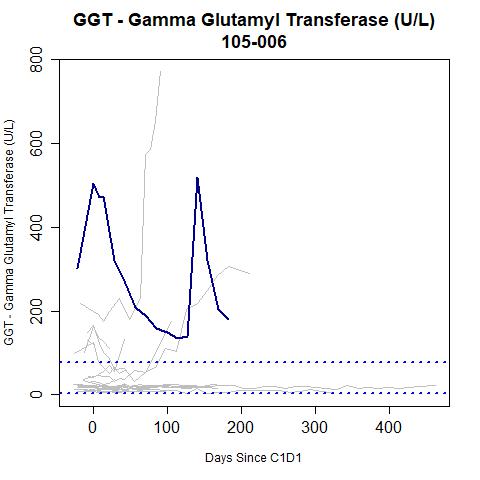 GGT - Gamma Glutamyl Transferase (U/L)
105-006
GGT - Gamma Glutamyl Transferase (U/L)
800
600
400
200
0
0 100 200 300 400
Days Since C1D1